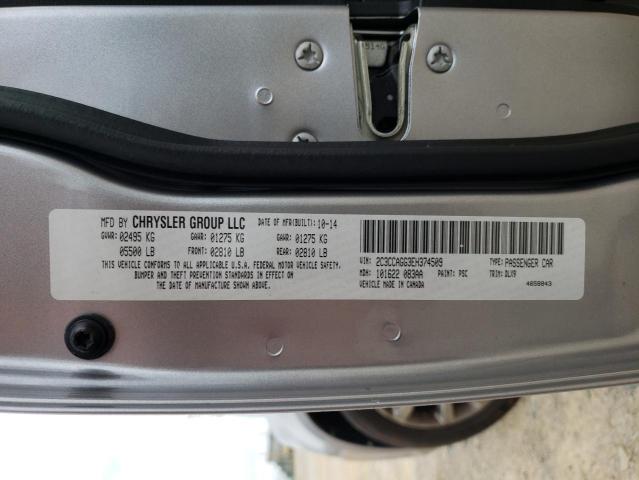 514C
MFD BY CHRYSLER GROUP LLC DATE OF MFR(BUILT): 10-14
GVWR: 02495 KG GAWR: 01275 KG GAWR: 01275 KG
05500 LB FRONT: 02810 LB REAR: 02810 LB
THIS VEHICLE CONFORMS TO ALL APPLICABLE U.S.A. FEDERAL MOTOR VEHICLE SAFETY,
BUMPER AND THEFT PREVENTION STANDARDS IN EFFECT ON
THE DATE OF MANUFACTURE SHOWN ABOVE.
VIN: 2C3CCAGG3EH374509 TYPE: PASSENGER CAR
MDH: 101622 083AA PAINT: PSC TRIM: DLX9
VEHICLE MADE IN CANADA 4659843